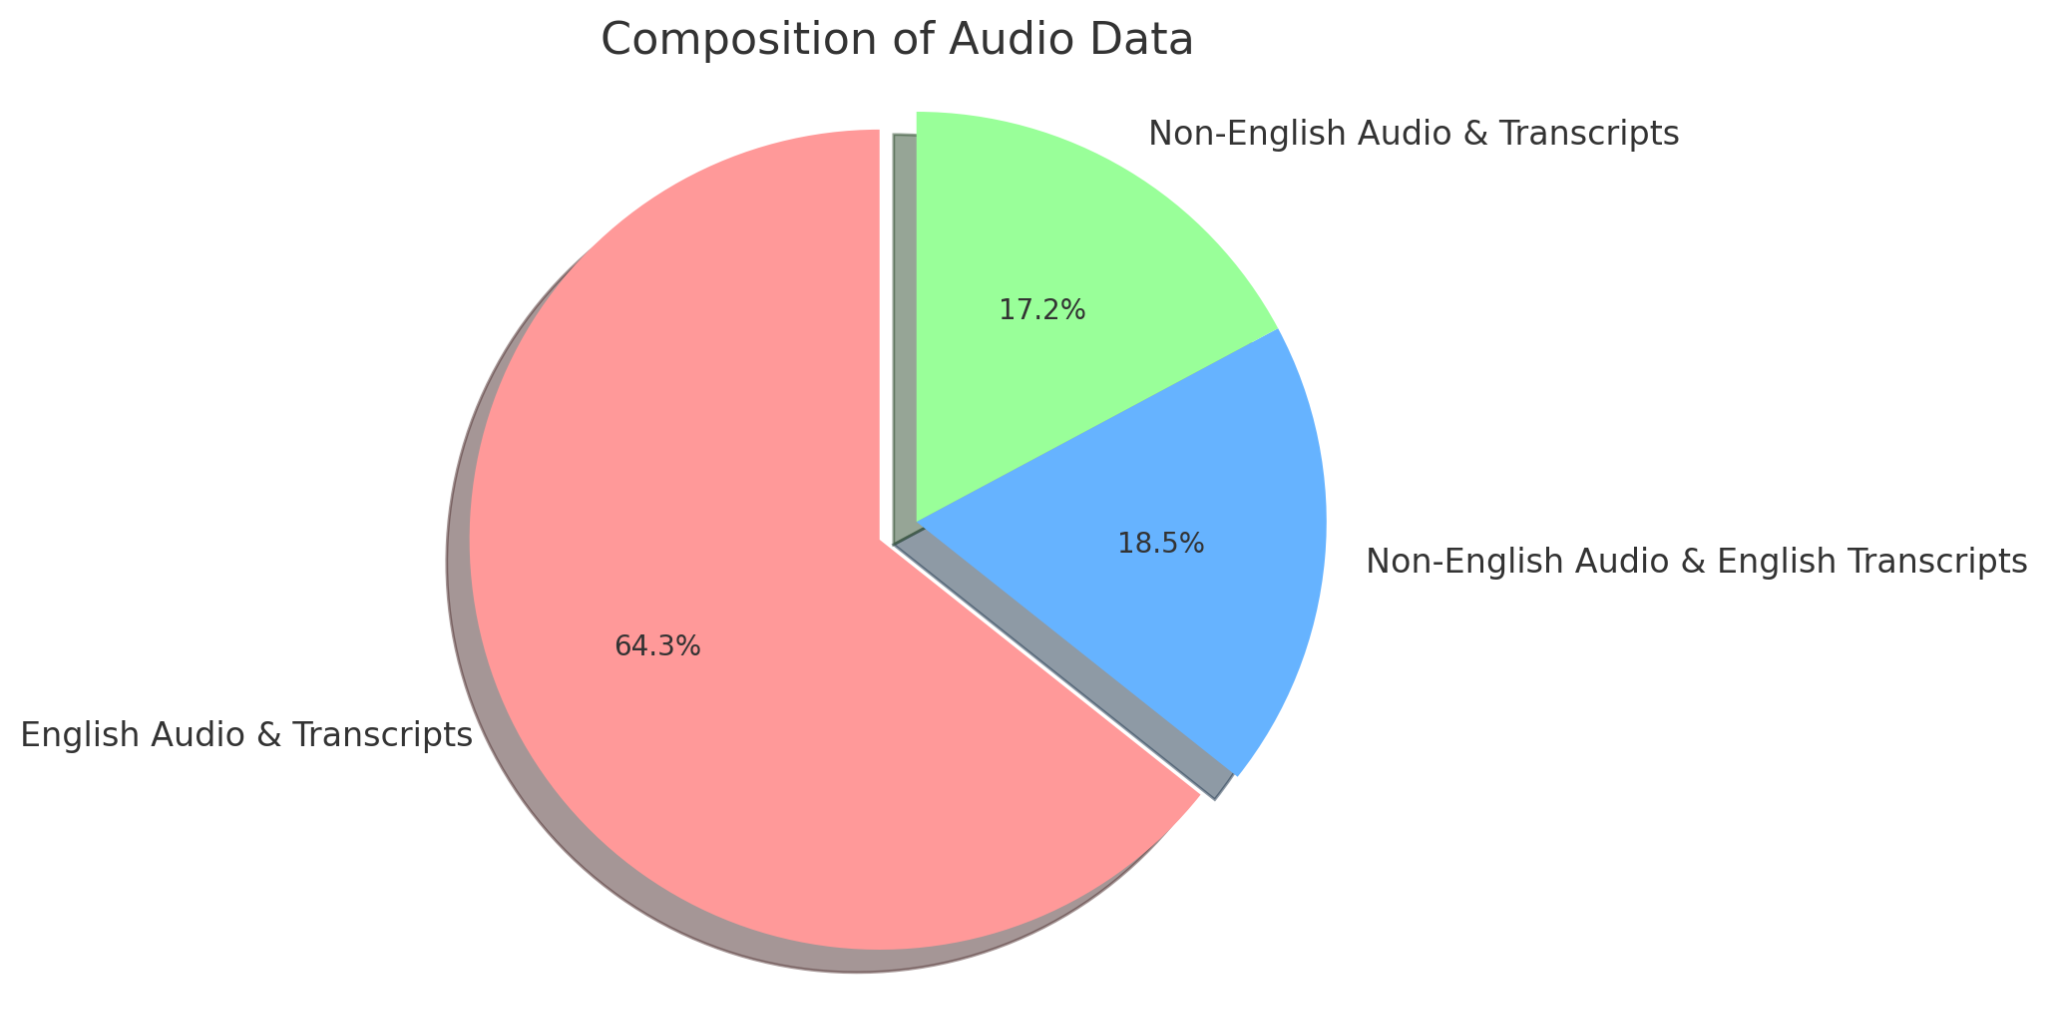 Composition of Audio Data
Non-English Audio & Transcripts
17.2%
18.5%
Non-English Audio & English Transcripts
64.3%
English Audio & Transcripts